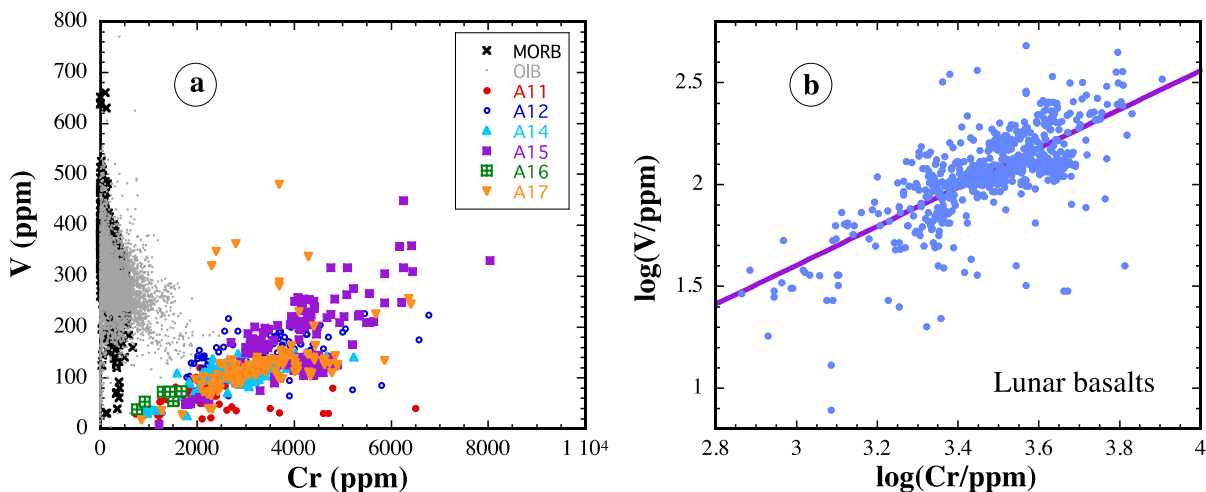 a
V (ppm)
800
700
600
500
400
300
200
100
0
0
2000
4000
6000
8000
1 10⁴
Cr (ppm)
MORB
OIB
A11
A12
A14
A15
A16
A17
b
log(V/ppm)
2.5
2
1.5
1
2.8
3
3.2
3.4
3.6
3.8
4
log(Cr/ppm)
Lunar basalts